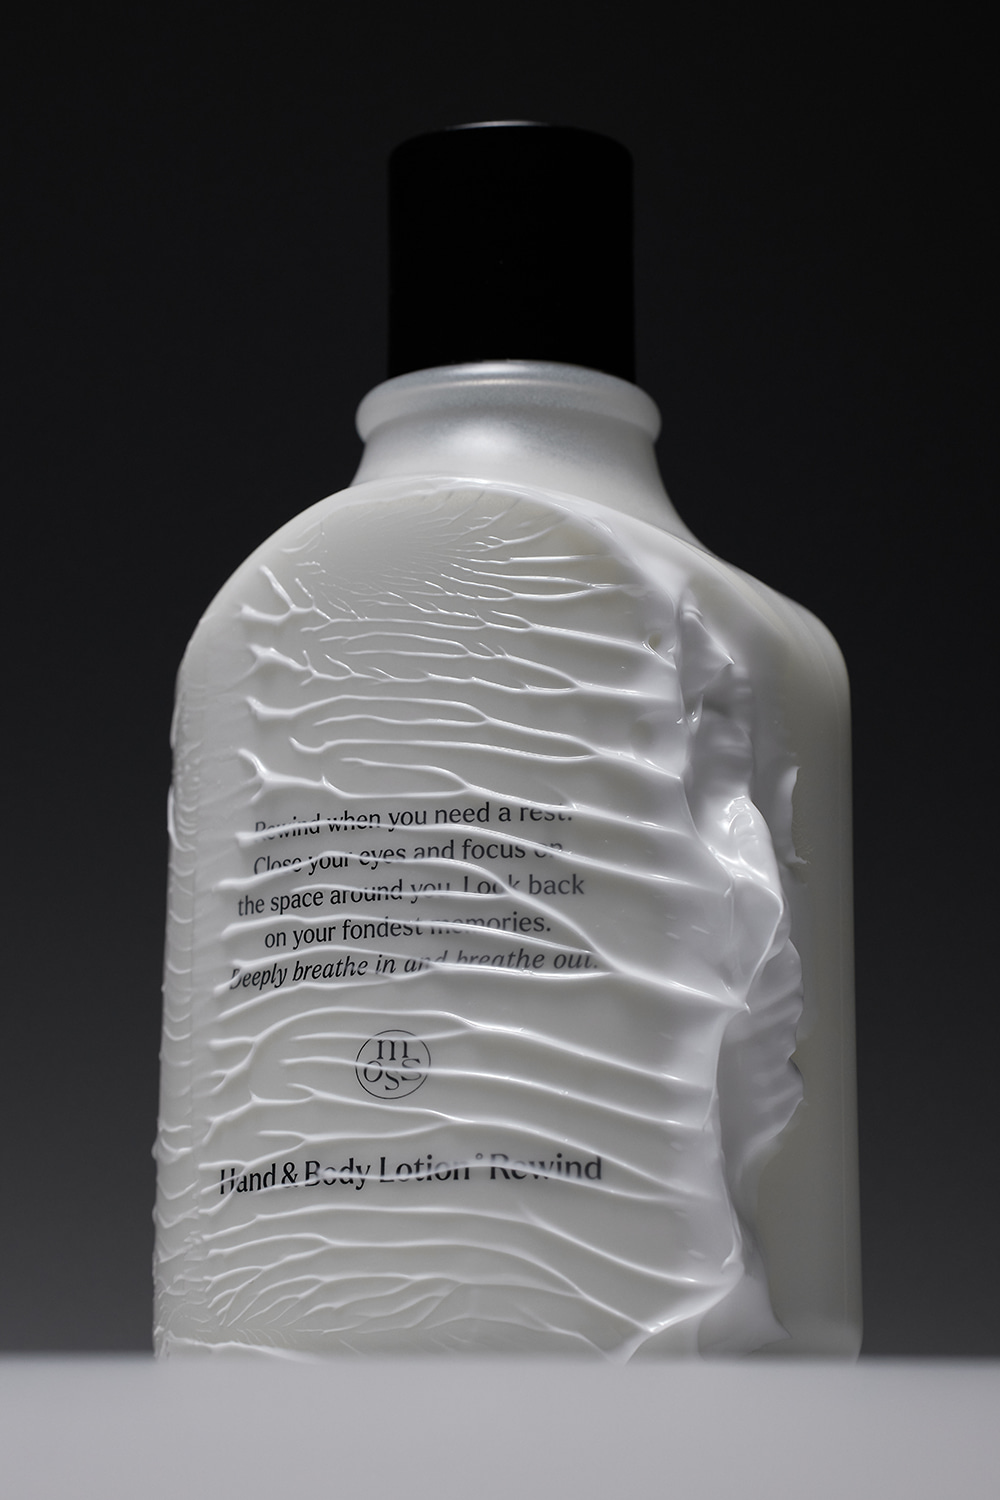 Rewind when you need a rest.
Close your eyes and focus on
the space around you. Look back
on your fondest memories.
Deeply breathe in and breathe out.
moss
Hand & Body Lotion° Rewind